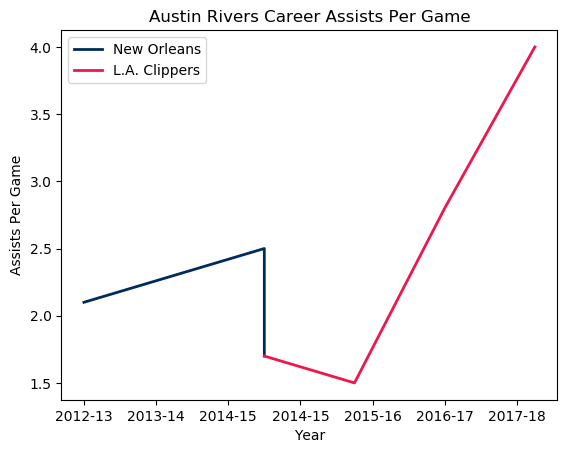 Austin Rivers Career Assists Per Game
New Orleans
L.A. Clippers
Assists Per Game
4.0
3.5
3.0
2.5
2.0
1.5
2012-13 2013-14 2014-15 2014-15 2015-16 2016-17 2017-18
Year